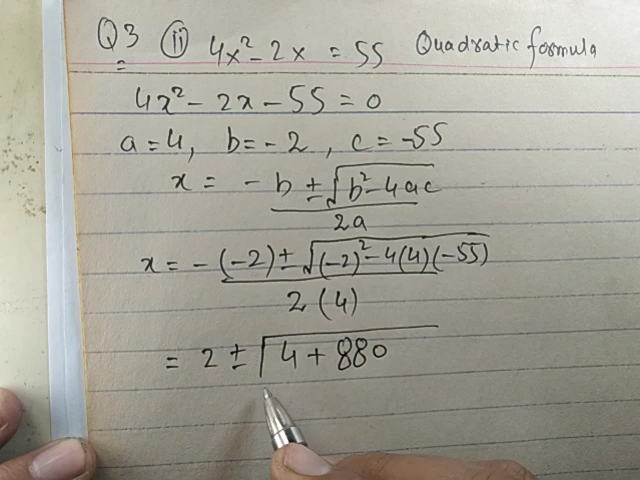 Q3 (ii) 4x² - 2x = 55 Quadratic formula
4x² - 2x - 55 = 0
a = 4, b = -2, c = -55
x = -b ± √(b² - 4ac) / 2a
x = -(-2) ± √((-2)² - 4(4)(-55)) / 2(4)
= 2 ± √(4 + 880)